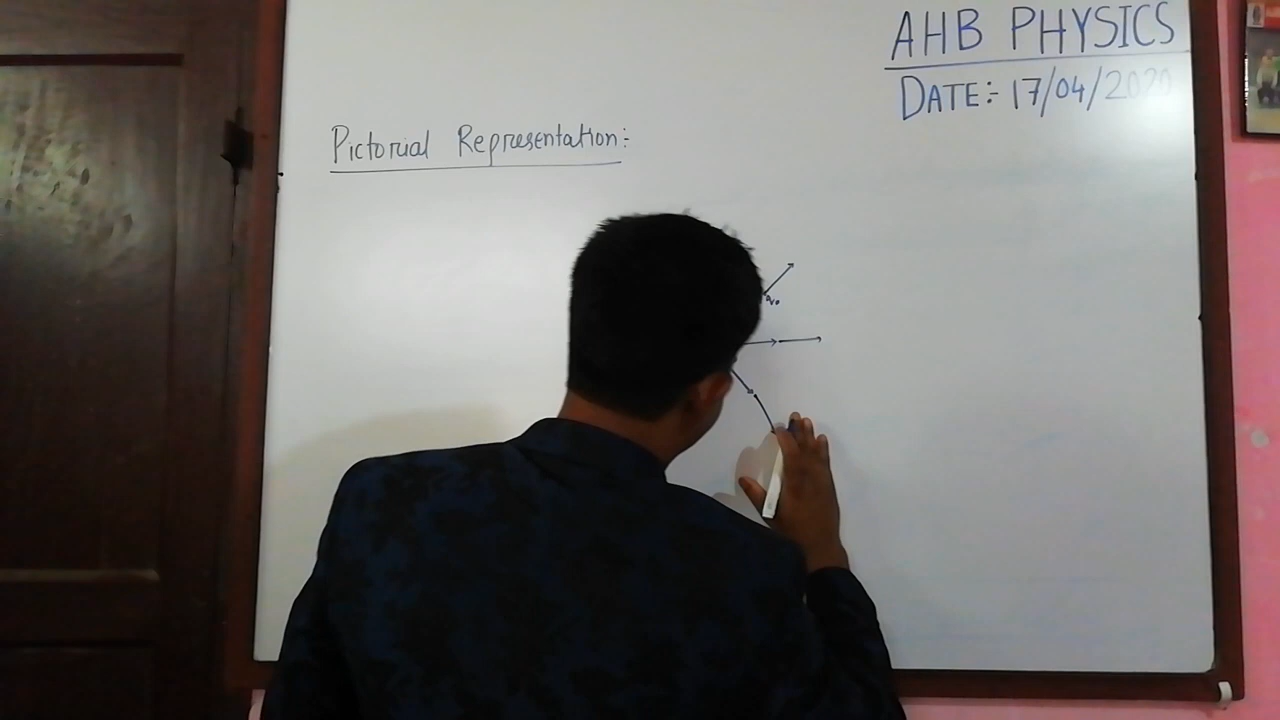 AHB PHYSICS
DATE:- 17/04/2020
Pictorial Representation:-